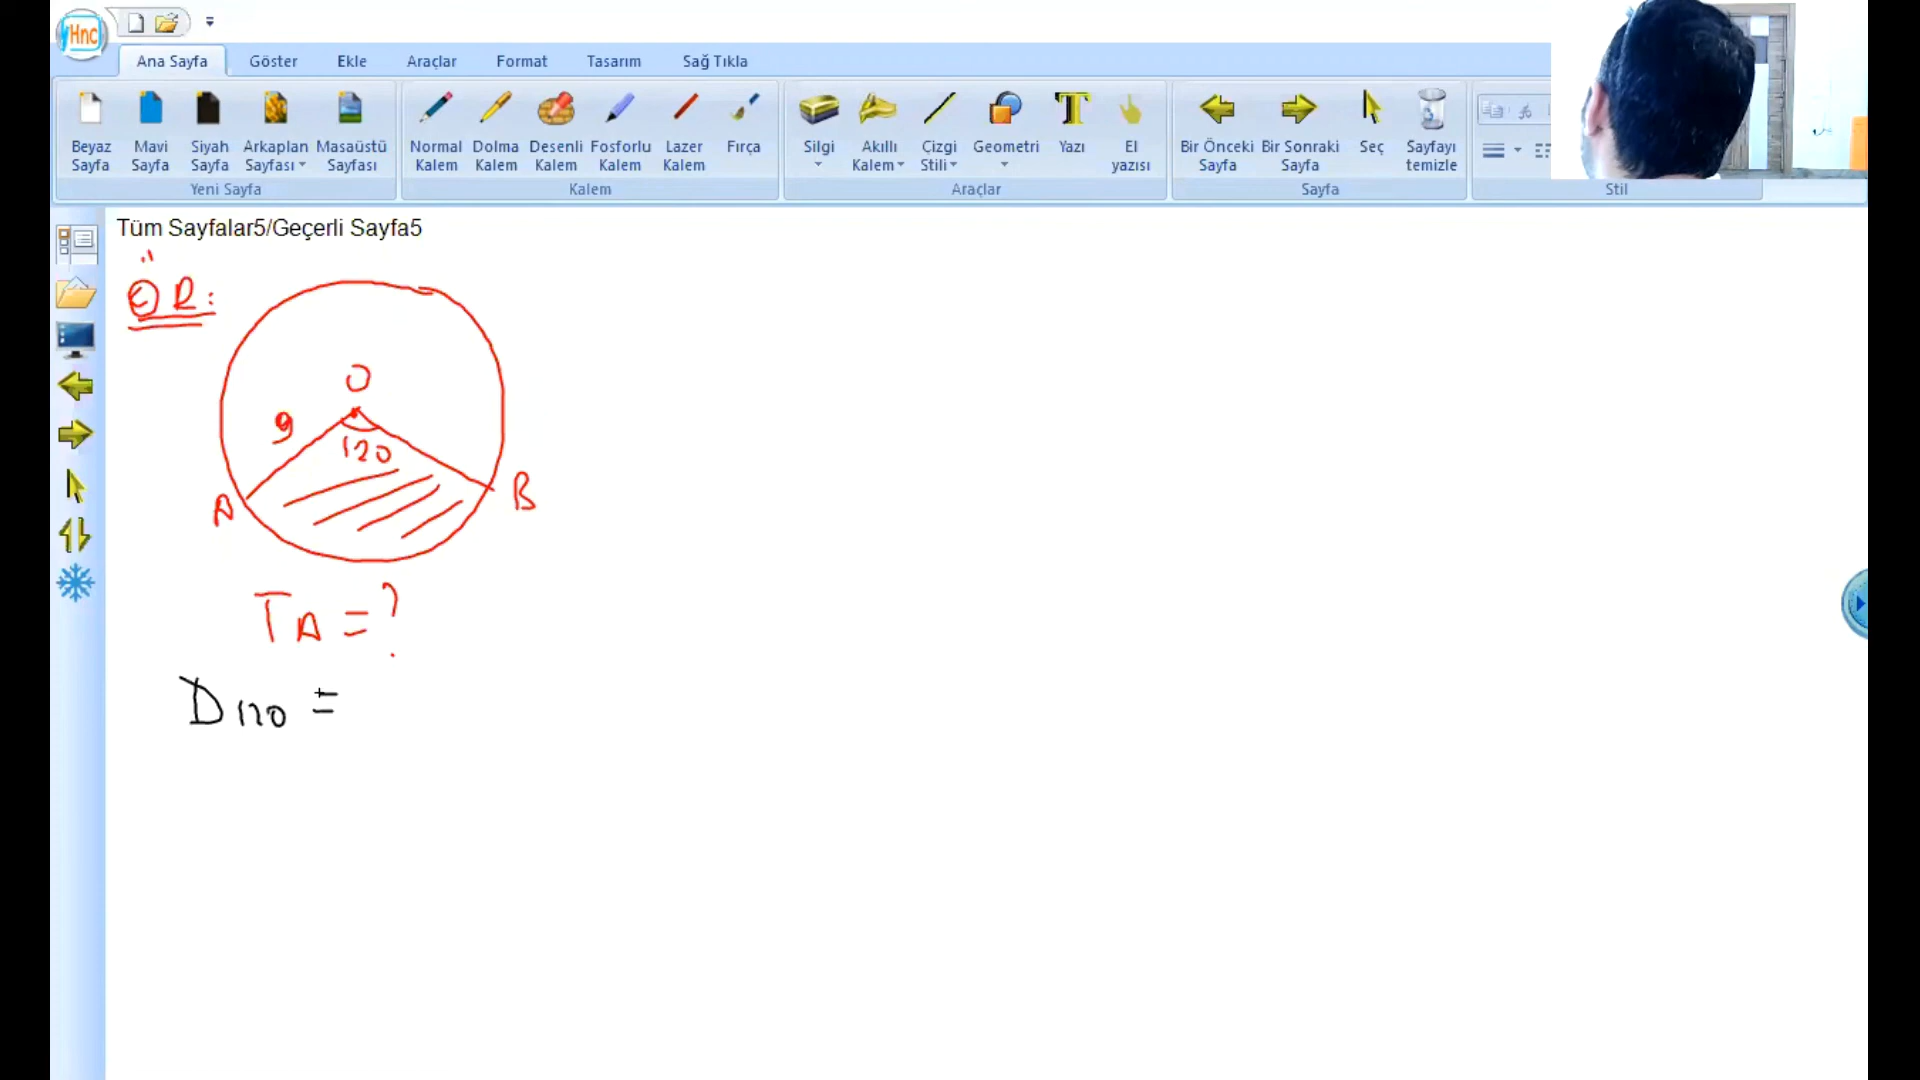 Hnc
Ana Sayfa Göster Ekle Araçlar Format Tasarım Sağ Tıkla
Beyaz Sayfa Mavi Sayfa Siyah Sayfa Arkaplan Sayfası Masaüstü Sayfası Normal Kalem Dolma Kalem Desenli Kalem Fosforlu Kalem Lazer Kalem Fırça Silgi Akıllı Kalem Çizgi Stili Geometri Yazı El yazısı Bir Önceki Sayfa Bir Sonraki Sayfa Seç Sayfayı temizle
Yeni Sayfa Kalem Araçlar Sayfa Stil
Tüm Sayfalar5/Geçerli Sayfa5
ÖR:
O
9
120
A
B
TA = ?
D120 =